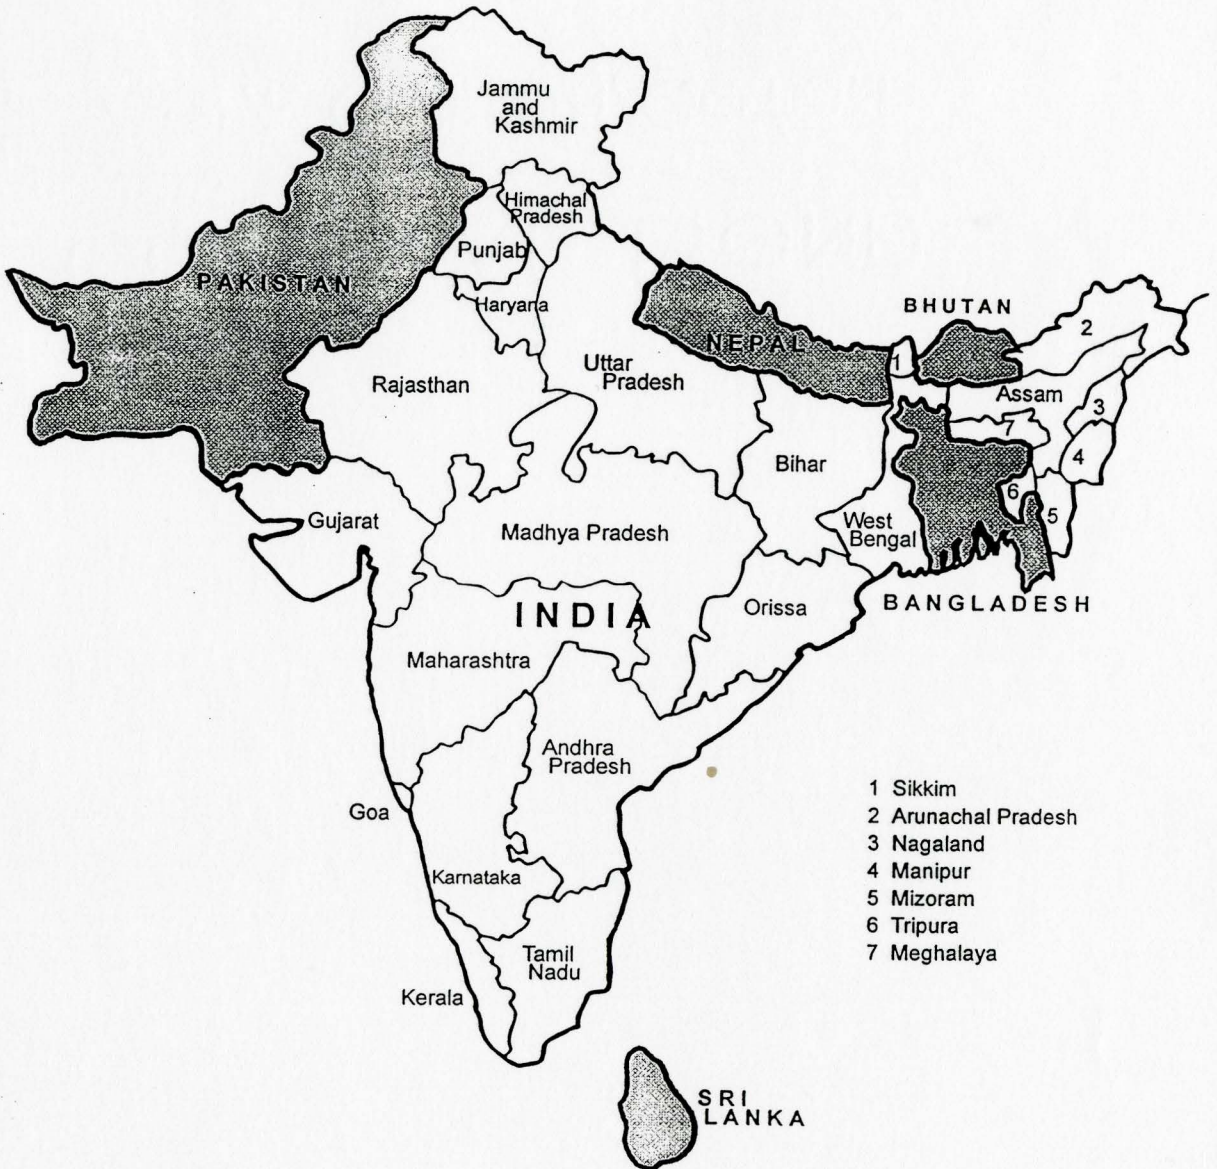 Jammu
and
Kashmir
Himachal
Pradesh
Punjab
Haryana
PAKISTAN
BHUTAN
NEPAL
1
2
Uttar
Pradesh
Rajasthan
Assam
3
7
4
Bihar
6
5
Gujarat
Madhya Pradesh
West
Bengal
INDIA
Orissa
BANGLADESH
Maharashtra
Andhra
Pradesh
Goa
Karnataka
Tamil
Nadu
Kerala
SRI
LANKA
1 Sikkim
2 Arunachal Pradesh
3 Nagaland
4 Manipur
5 Mizoram
6 Tripura
7 Meghalaya